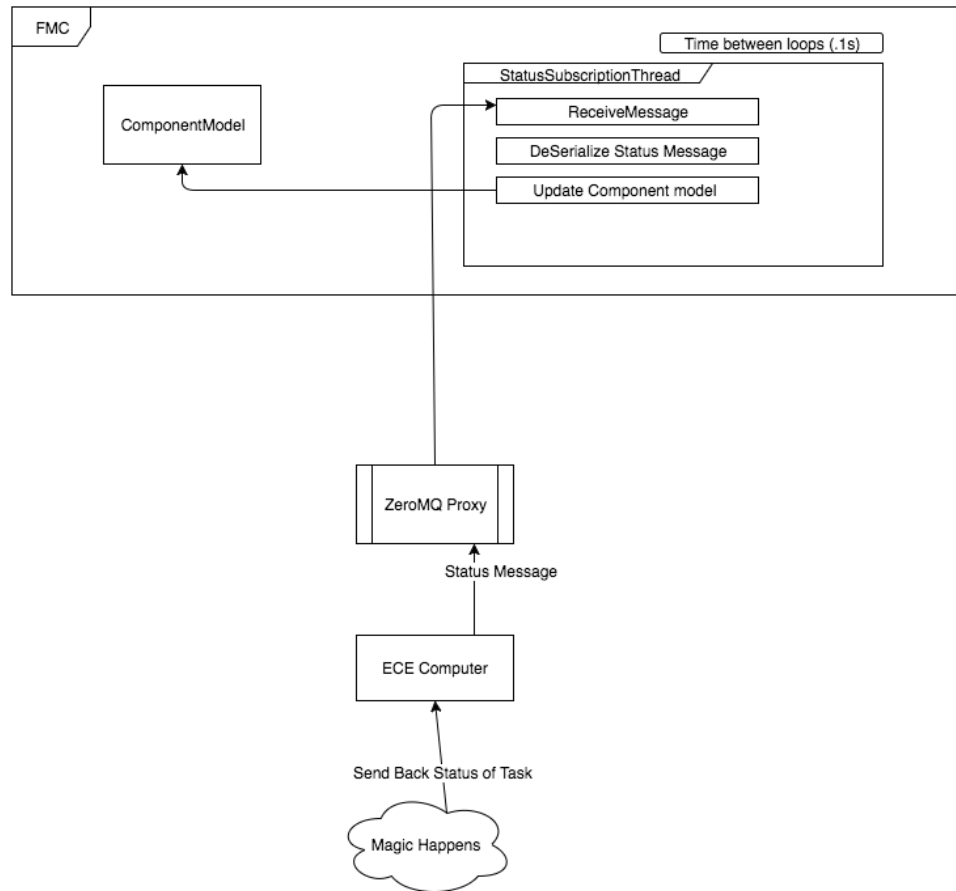 FMC
Time between loops (.1s)
StatusSubscriptionThread
ComponentModel
ReceiveMessage
DeSerialize Status Message
Update Component model
ZeroMQ Proxy
Status Message
ECE Computer
Send Back Status of Task
Magic Happens